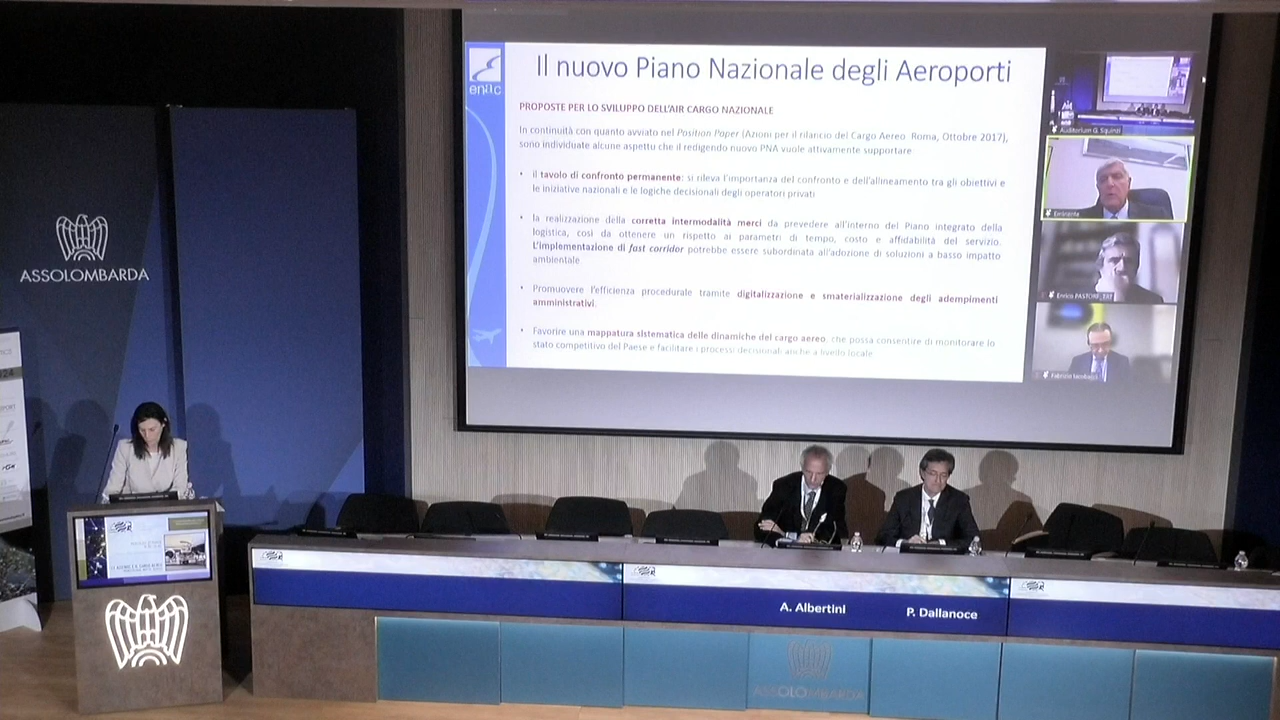 Il nuovo Piano Nazionale degli Aeroporti
enac
PROPOSTE PER LO SVILUPPO DELL'AIR CARGO NAZIONALE
In continuità con quanto avviato nel Position Paper (Azioni per il rilancio del Cargo Aereo Roma, Ottobre 2017),
sono individuate alcune aspettu che il redigendo nuovo PNA vuole attivamente supportare
• il tavolo di confronto permanente: si rileva l'importanza del confronto e dell'allineamento tra gli obiettivi e
le iniziative nazionali e le logiche decisionali degli operatori privati
• la realizzazione della corretta intermodalità merci da prevedere all'interno del Piano integrato della
logistica, così da ottenere un rispetto ai parametri di tempo, costo e affidabilità del servizio.
L'implementazione di fast corridor potrebbe essere subordinata all'adozione di soluzioni a basso impatto
ambientale
• Promuovere l'efficienza procedurale tramite digitalizzazione e smaterializzazione degli adempimenti
amministrativi.
• Favorire una mappatura sistematica delle dinamiche del cargo aereo, che possa consentire di monitorare lo
stato competitivo del Paese e facilitare i processi decisionali anche a livello locale
Auditorium G. Squinzi
Enrico PASTORE
Fabrizio
ASSOLOMBARDA
A. Albertini
P. Dallanoce
ASSOLOMBARDA